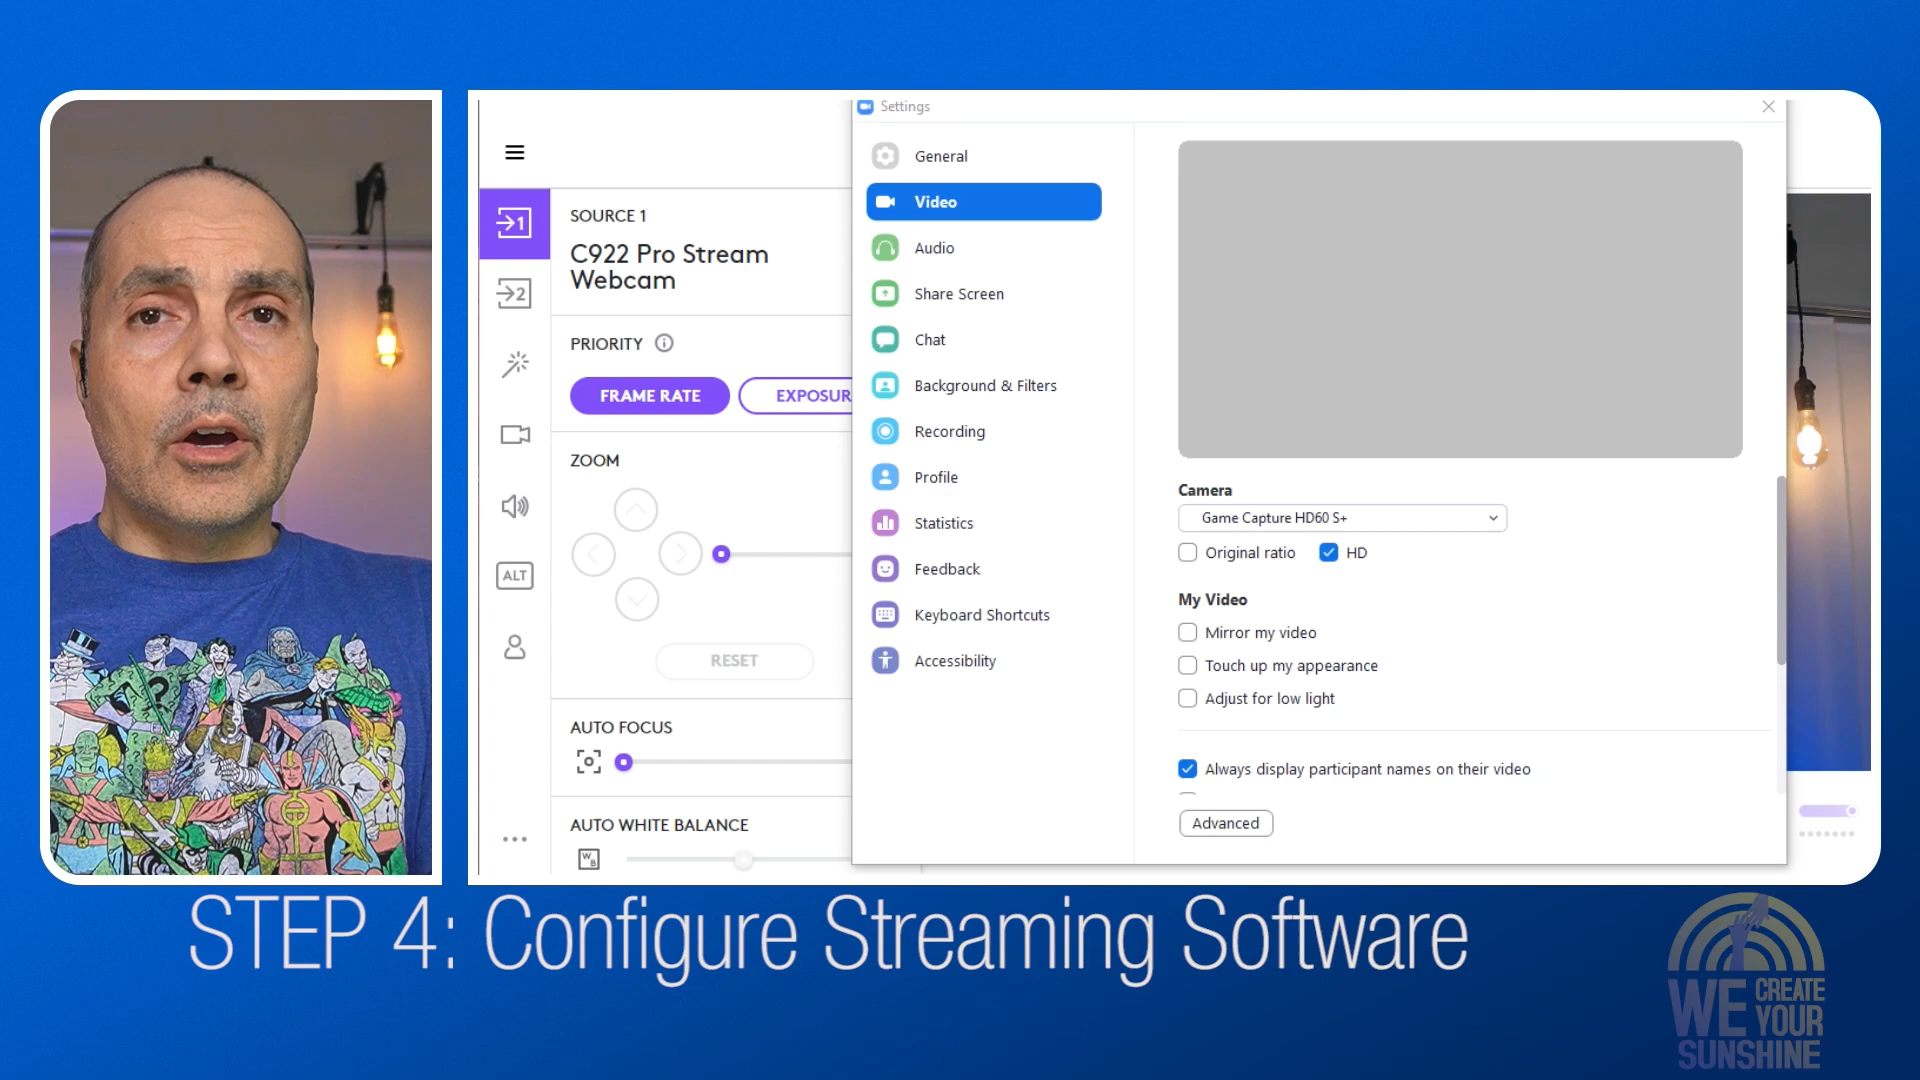 SOURCE 1
C922 Pro Stream
Webcam
PRIORITY
FRAME RATE
EXPOSUR
ZOOM
RESET
AUTO FOCUS
AUTO WHITE BALANCE
W
B
1
2
ALT
Settings
General
Video
Audio
Share Screen
Chat
Background & Filters
Recording
Profile
Statistics
Feedback
Keyboard Shortcuts
Accessibility
Camera
Game Capture HD60 S+
Original ratio
HD
My Video
Mirror my video
Touch up my appearance
Adjust for low light
Always display participant names on their video
Advanced
STEP 4: Configure Streaming Software
WE CREATE
YOUR
SUNSHINE